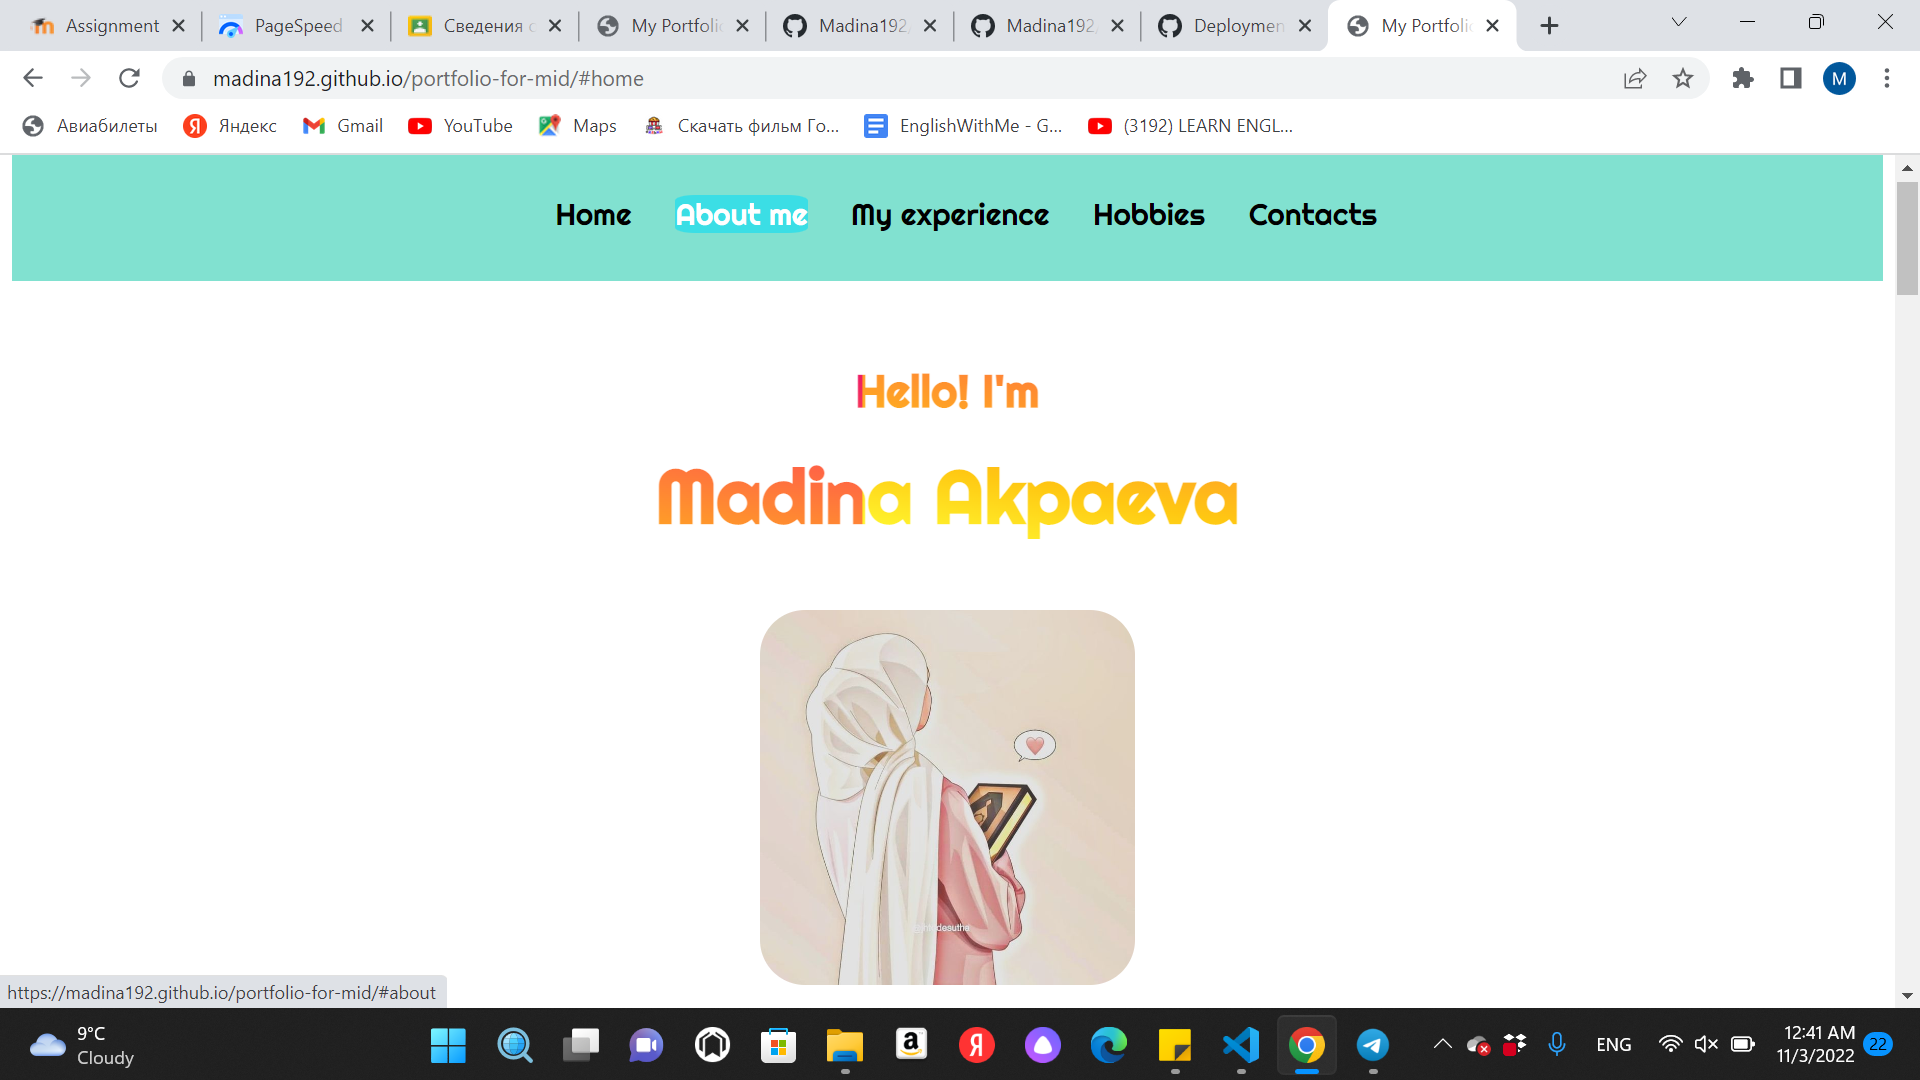 Assignment
PageSpeed
Сведения о
My Portfolio
Madina192
Madina192
Deploymen
My Portfolio
madina192.github.io/portfolio-for-mid/#home
M
Авиабилеты
Яндекс
Gmail
YouTube
Maps
Скачать фильм Го...
EnglishWithMe - G...
(3192) LEARN ENGL...
Home
About me
My experience
Hobbies
Contacts
Hello! I'm
Madina Akpaeva
https://madina192.github.io/portfolio-for-mid/#about
9°C
Cloudy
ENG
12:41 AM
11/3/2022
22